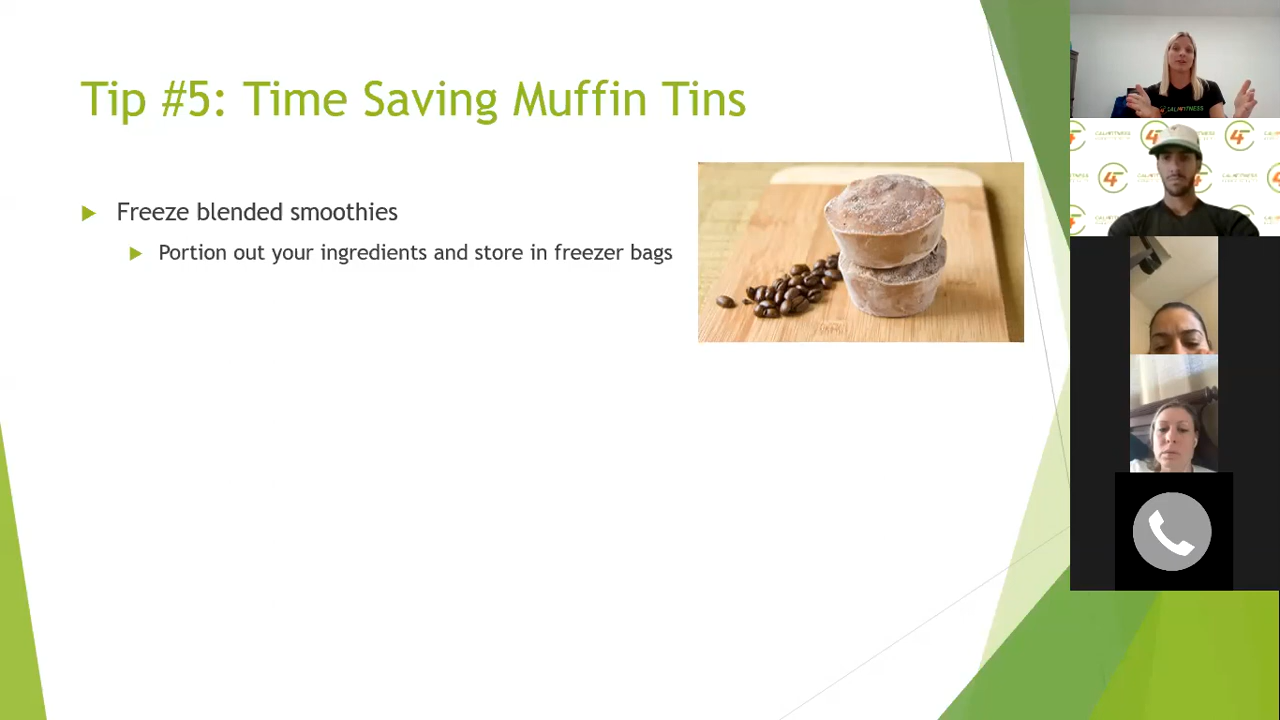 Tip #5: Time Saving Muffin Tins
Freeze blended smoothies
Portion out your ingredients and store in freezer bags